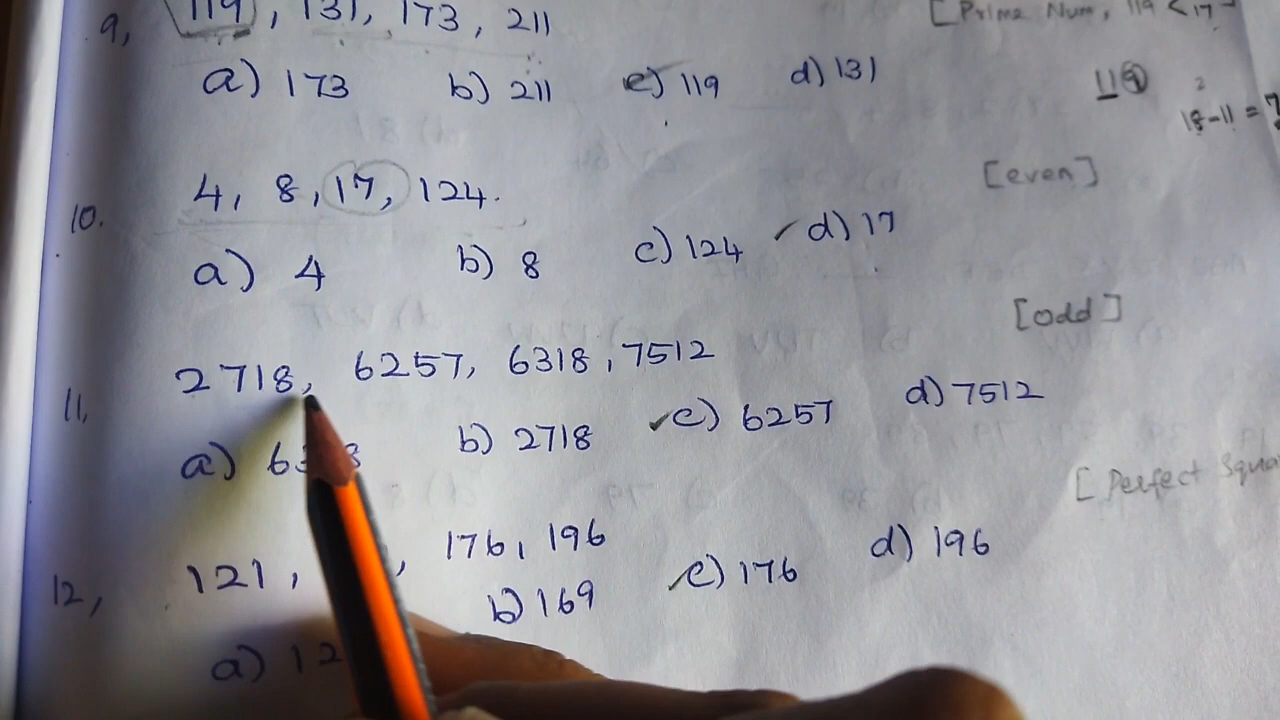 9, 119, 131, 173, 211 [Prime Num, 119 < 17
a) 173 b) 211 c) 119 d) 131
119
18-11 = 7
10. 4, 8, 17, 124. [even]
a) 4 b) 8 c) 124 ✓d) 17
11, 2718, 6257, 6318, 7512 [odd]
a) b) 2718 ✓c) 6257 d) 7512
12, 121, , 176, 196 [Perfect
a) b) 169 ✓c) 176 d) 196